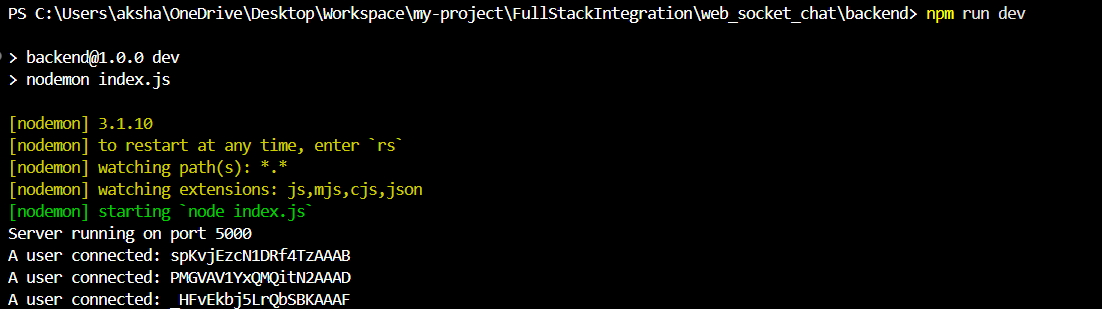 PS C:\Users\aksha\OneDrive\Desktop\Workspace\my-project\FullStackIntegration\web_socket_chat\backend> npm run dev
> backend@1.0.0 dev
> nodemon index.js
[nodemon] 3.1.10
[nodemon] to restart at any time, enter `rs`
[nodemon] watching path(s): *.*
[nodemon] watching extensions: js,mjs,cjs,json
[nodemon] starting `node index.js`
Server running on port 5000
A user connected: spKvjEzcN1DRf4TzAAAB
A user connected: PMGVAV1YxQMQitN2AAAD
A user connected: _HFvEkbj5LrQbSBKAAAF